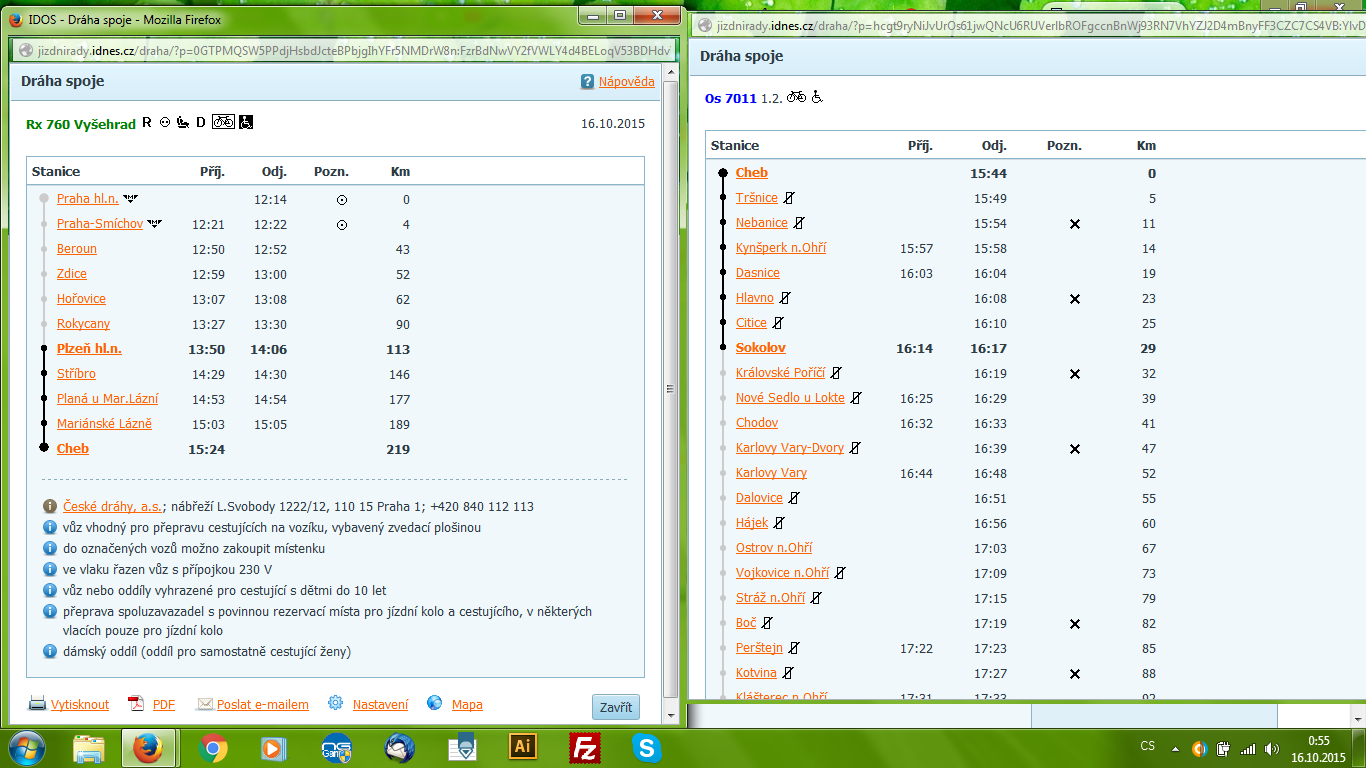 IDOS - Dráha spoje - Mozilla Firefox
jizdnirady.idnes.cz/draha/?p=0GTPMQSW5PPdjHsbdJcteBPbjgIhYFr5NMDrW8n:FzrBdNwVY2fVWLY4d4BELoqV53BDHdv
Dráha spoje
Nápověda
Rx 760 Vyšehrad R D
16.10.2015
Stanice Příj. Odj. Pozn. Km
Praha hl.n. 12:14 0
Praha-Smíchov 12:21 12:22 4
Beroun 12:50 12:52 43
Zdice 12:59 13:00 52
Hořovice 13:07 13:08 62
Rokycany 13:27 13:30 90
Plzeň hl.n. 13:50 14:06 113
Stříbro 14:29 14:30 146
Planá u Mar.Lázní 14:53 14:54 177
Mariánské Lázně 15:03 15:05 189
Cheb 15:24 219
České dráhy, a.s.; nábřeží L.Svobody 1222/12, 110 15 Praha 1; +420 840 112 113
vůz vhodný pro přepravu cestujících na vozíku, vybavený zvedací plošinou
do označených vozů možno zakoupit místenku
ve vlaku řazen vůz s přípojkou 230 V
vůz nebo oddíly vyhrazené pro cestující s dětmi do 10 let
přeprava spoluzavazadel s povinnou rezervací místa pro jízdní kolo a cestujícího, v některých
vlacích pouze pro jízdní kolo
dámský oddíl (oddíl pro samostatně cestující ženy)
Vytisknout PDF Poslat e-mailem Nastavení Mapa Zavřít
jizdnirady.idnes.cz/draha/?p=hcgt9ryNiJvUrOs61jwQNcU6RUVerIbROFgccnBnWj93RN7VhYZJ2D4mBnyFF3CZC7CS4VB:YIvD
Dráha spoje
Os 7011 1.2.
Stanice Příj. Odj. Pozn. Km
Cheb 15:44 0
Tršnice 15:49 5
Nebanice 15:54 11
Kynšperk n.Ohří 15:57 15:58 14
Dasnice 16:03 16:04 19
Hlavno 16:08 23
Citice 16:10 25
Sokolov 16:14 16:17 29
Královské Poříčí 16:19 32
Nové Sedlo u Lokte 16:25 16:29 39
Chodov 16:32 16:33 41
Karlovy Vary-Dvory 16:39 47
Karlovy Vary 16:44 16:48 52
Dalovice 16:51 55
Hájek 16:56 60
Ostrov n.Ohří 17:03 67
Vojkovice n.Ohří 17:09 73
Stráž n.Ohří 17:15 79
Boč 17:19 82
Perštejn 17:22 17:23 85
Kotvina 17:27 88
Klášterec n.Ohří 17:31 17:33 92
Ai
Fz
CS
0:55
16.10.2015